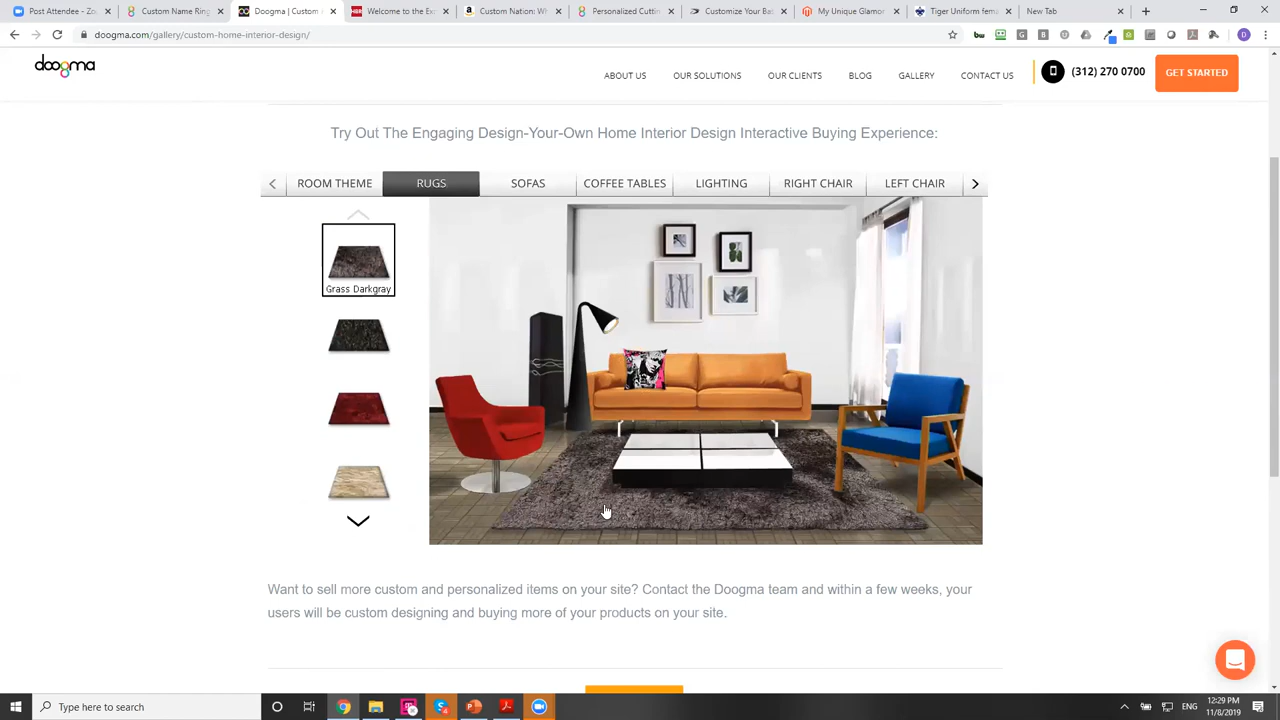 Post Attendee - Zo
Custom Name Ring
Doogma | Custom
Welcome to the Ex
Custom Nation: W
Personalized Cuttin
Customize Your Bas
My Unique Glamor
Tiger Uniform fem
New Tab
doogma.com/gallery/custom-home-interior-design/
doogma
ABOUT US
OUR SOLUTIONS
OUR CLIENTS
BLOG
GALLERY
CONTACT US
(312) 270 0700
GET STARTED
Try Out The Engaging Design-Your-Own Home Interior Design Interactive Buying Experience:
ROOM THEME
RUGS
SOFAS
COFFEE TABLES
LIGHTING
RIGHT CHAIR
LEFT CHAIR
Grass Darkgray
Want to sell more custom and personalized items on your site? Contact the Doogma team and within a few weeks, your
users will be custom designing and buying more of your products on your site.
Type here to search
ENG
12:29 PM
11/8/2019